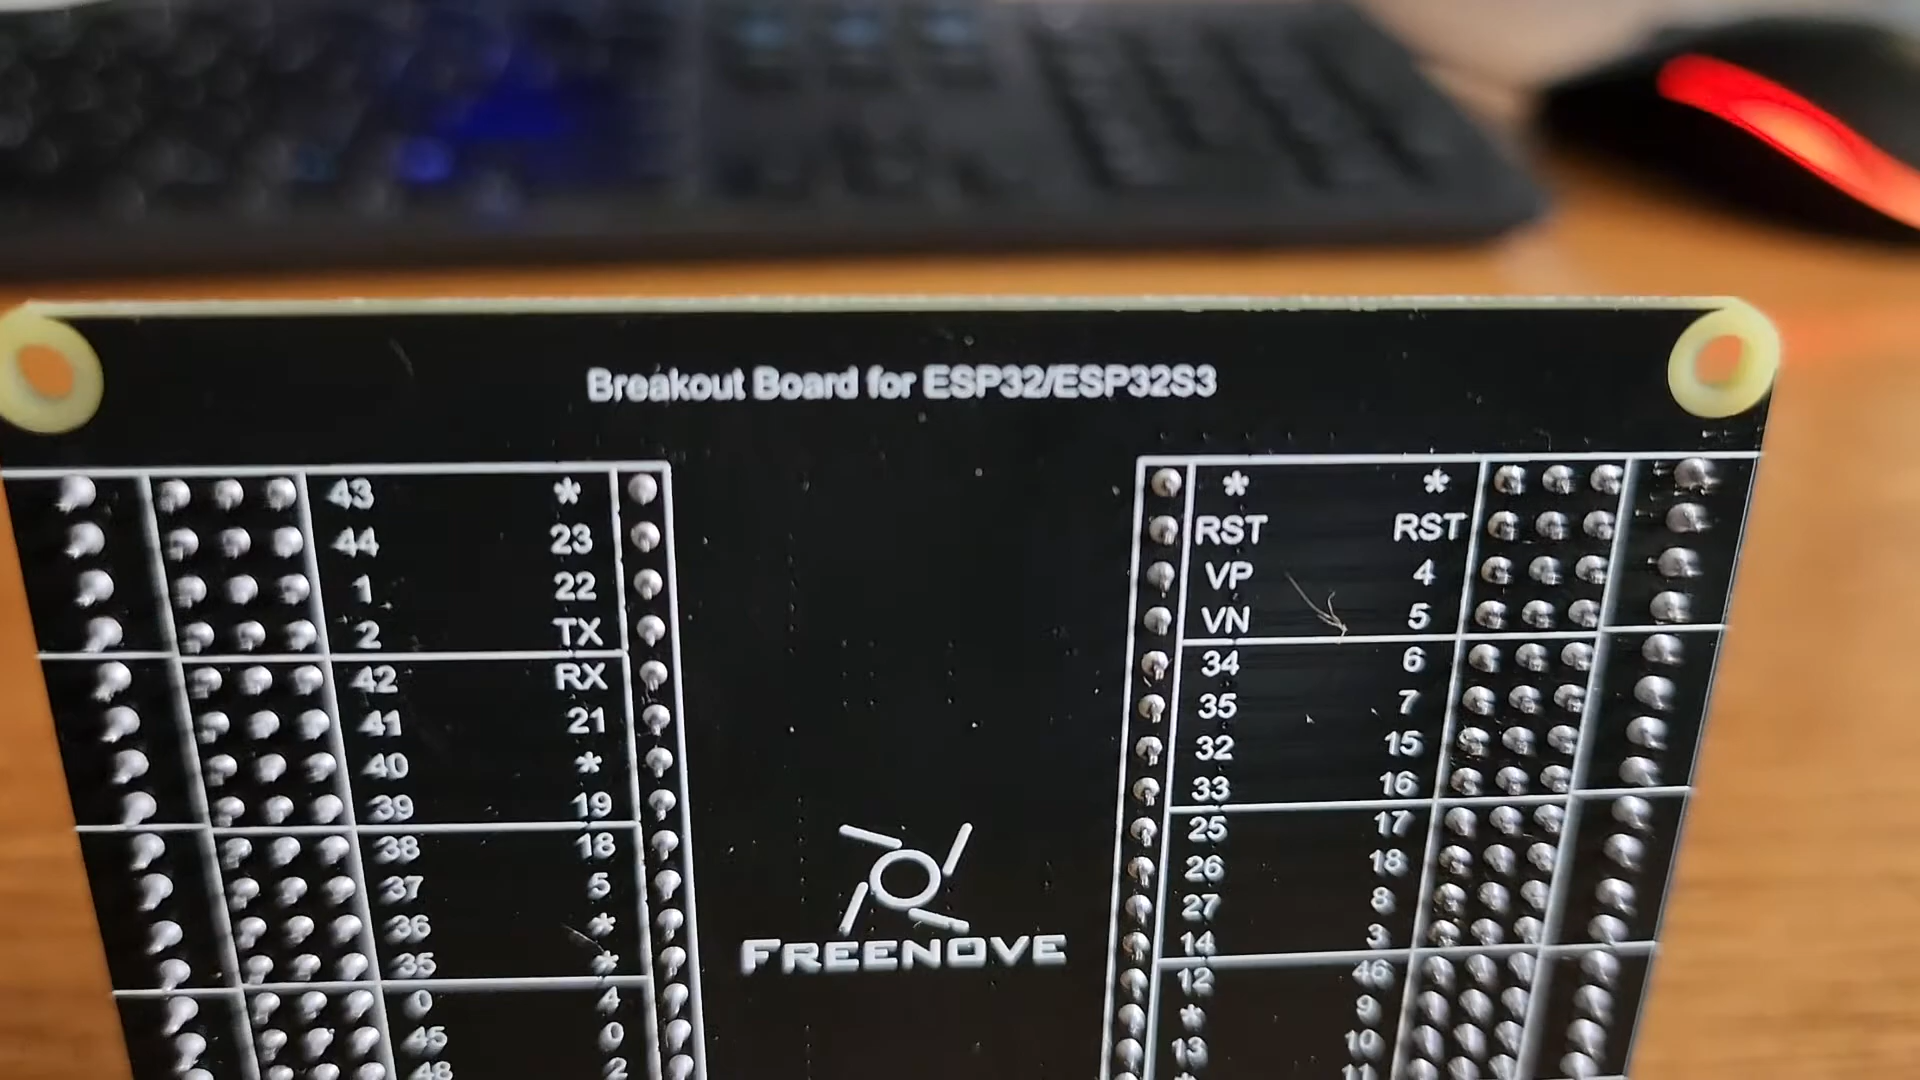 Breakout Board for ESP32/ESP32S3
43 * * *
44 23 RST RST
1 22 VP 4
2 TX VN 5
42 RX 34 6
41 21 35 7
40 * 32 15
39 19 33 16
38 18 25 17
37 5 26 18
36 * 27 8
35 * 14 3
FREENOVE
0 4 12 46
45 0 * 9
48 2 13 10
* 11